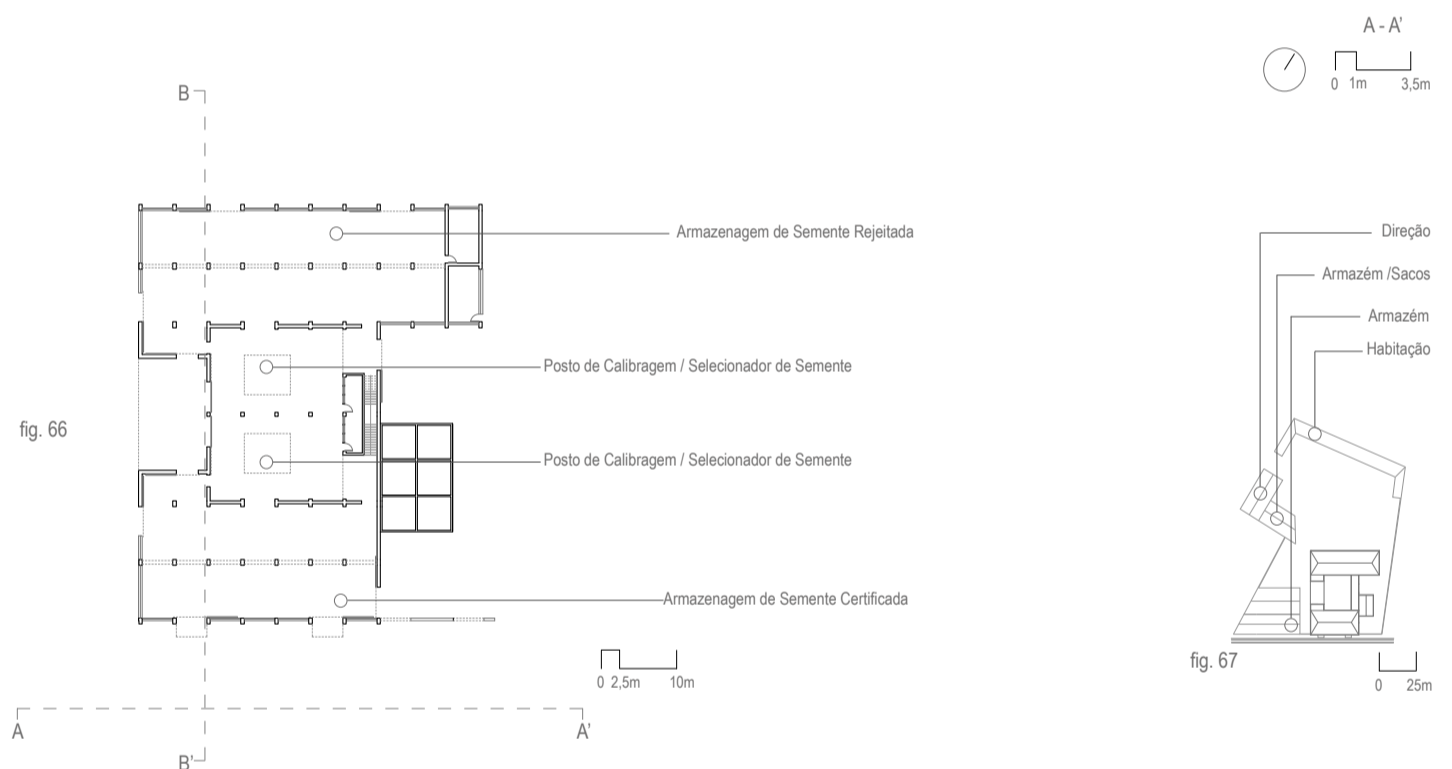 A - A'
0 1m 3,5m
B
Armazenagem de Semente Rejeitada
Posto de Calibragem / Selecionador de Semente
fig. 66
Posto de Calibragem / Selecionador de Semente
Armazenagem de Semente Certificada
0 2,5m 10m
A
A'
B'
Direção
Armazém /Sacos
Armazém
Habitação
fig. 67
0 25m